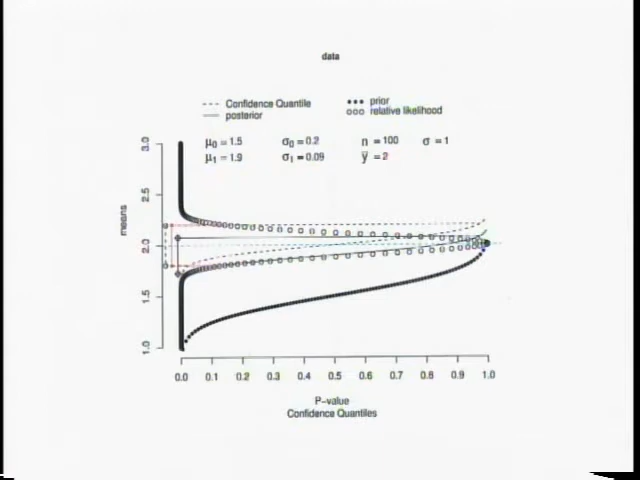 data
Confidence Quantile
posterior
prior
relative likelihood
μ₀ = 1.5 σ₀ = 0.2 n = 100 σ = 1
μ₁ = 1.9 σ₁ = 0.09 ȳ = 2
means
3.0
2.5
2.0
1.5
1.0
0.0 0.1 0.2 0.3 0.4 0.5 0.6 0.7 0.8 0.9 1.0
P-value
Confidence Quantiles